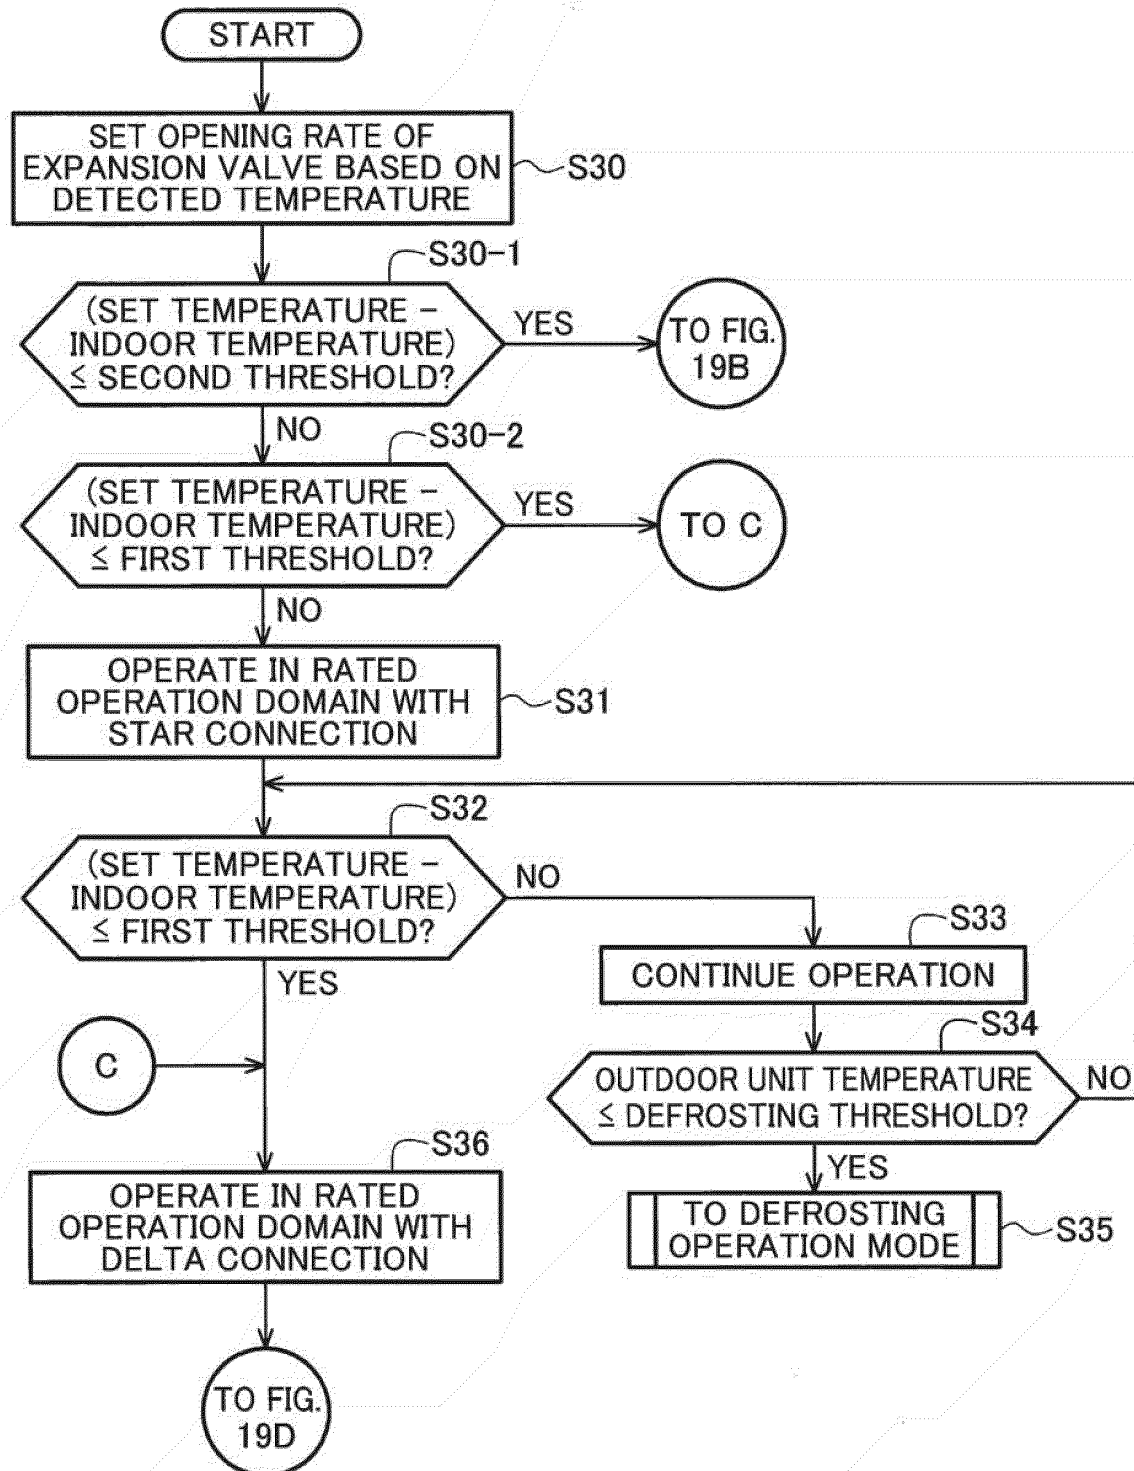 START
SET OPENING RATE OF
EXPANSION VALVE BASED ON
DETECTED TEMPERATURE
S30
S30-1
(SET TEMPERATURE -
INDOOR TEMPERATURE)
≤ SECOND THRESHOLD?
YES
TO FIG.
19B
NO
S30-2
(SET TEMPERATURE -
INDOOR TEMPERATURE)
≤ FIRST THRESHOLD?
YES
TO C
NO
OPERATE IN RATED
OPERATION DOMAIN WITH
STAR CONNECTION
S31
S32
(SET TEMPERATURE -
INDOOR TEMPERATURE)
≤ FIRST THRESHOLD?
NO
YES
S33
CONTINUE OPERATION
S34
OUTDOOR UNIT TEMPERATURE
≤ DEFROSTING THRESHOLD?
NO
YES
TO DEFROSTING
OPERATION MODE
S35
C
S36
OPERATE IN RATED
OPERATION DOMAIN WITH
DELTA CONNECTION
TO FIG.
19D